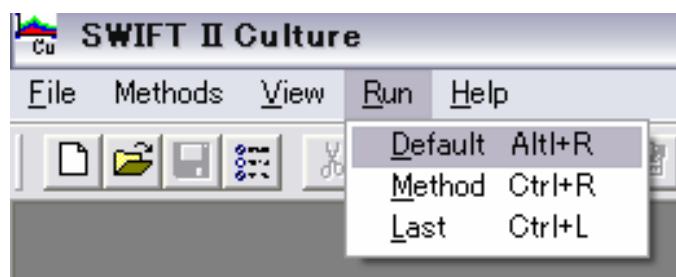 Cu SWIFT II Culture
File Methods View Run Help
Default Altl+R
Method Ctrl+R
Last Ctrl+L